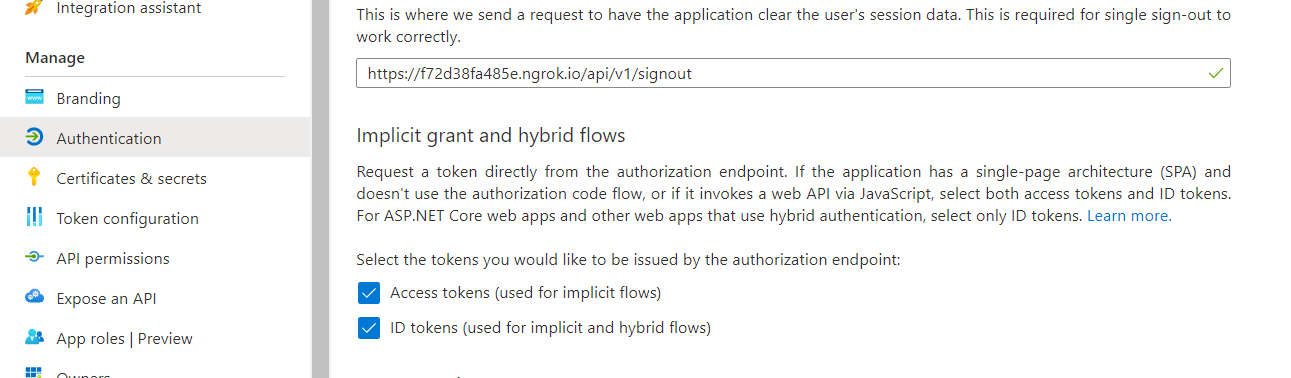 Integration assistant
Manage
Branding
Authentication
Certificates & secrets
Token configuration
API permissions
Expose an API
App roles | Preview
Owners
This is where we send a request to have the application clear the user's session data. This is required for single sign-out to
work correctly.
https://f72d38fa485e.ngrok.io/api/v1/signout
Implicit grant and hybrid flows
Request a token directly from the authorization endpoint. If the application has a single-page architecture (SPA) and
doesn't use the authorization code flow, or if it invokes a web API via JavaScript, select both access tokens and ID tokens.
For ASP.NET Core web apps and other web apps that use hybrid authentication, select only ID tokens. Learn more.
Select the tokens you would like to be issued by the authorization endpoint:
Access tokens (used for implicit flows)
ID tokens (used for implicit and hybrid flows)